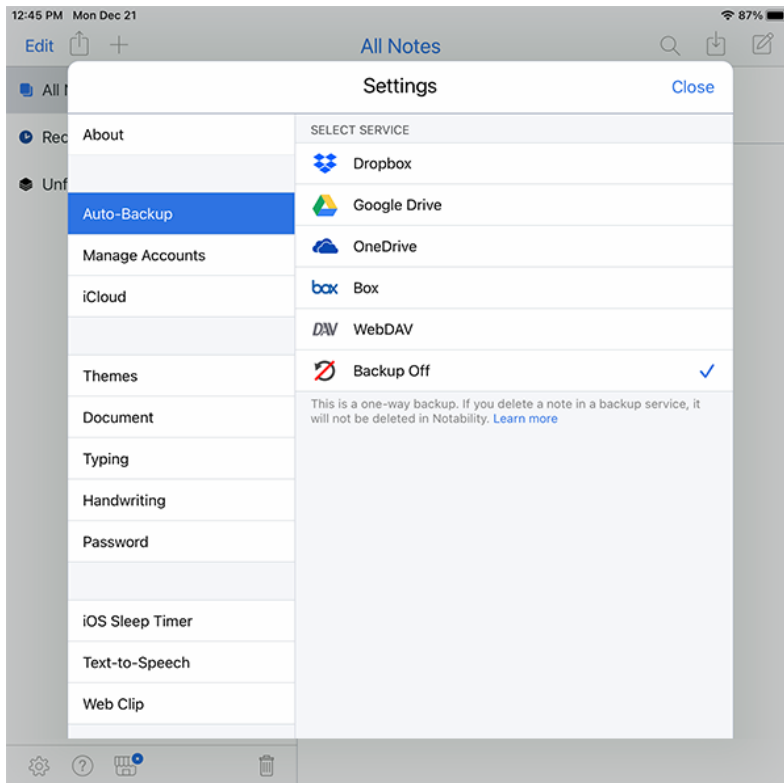 12:45 PM Mon Dec 21
87%
Edit
All Notes
Settings
Close
All
Rec
Unf
About
Auto-Backup
Manage Accounts
iCloud
Themes
Document
Typing
Handwriting
Password
iOS Sleep Timer
Text-to-Speech
Web Clip
SELECT SERVICE
Dropbox
Google Drive
OneDrive
box Box
DAV WebDAV
Backup Off
This is a one-way backup. If you delete a note in a backup service, it
will not be deleted in Notability. Learn more